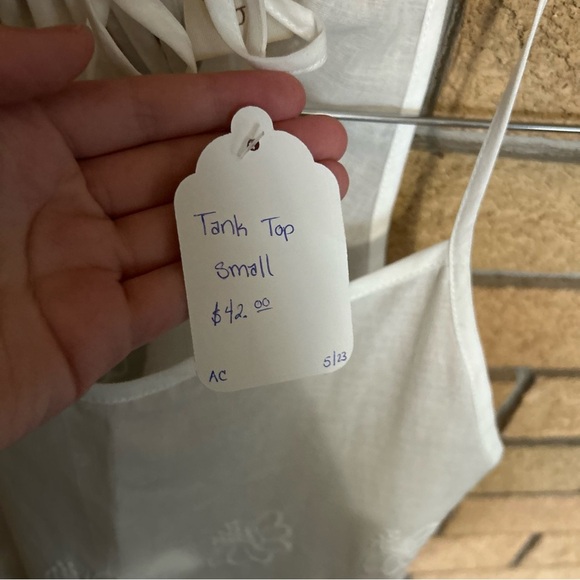 Tank Top
Small
$42.00
AC 5/23